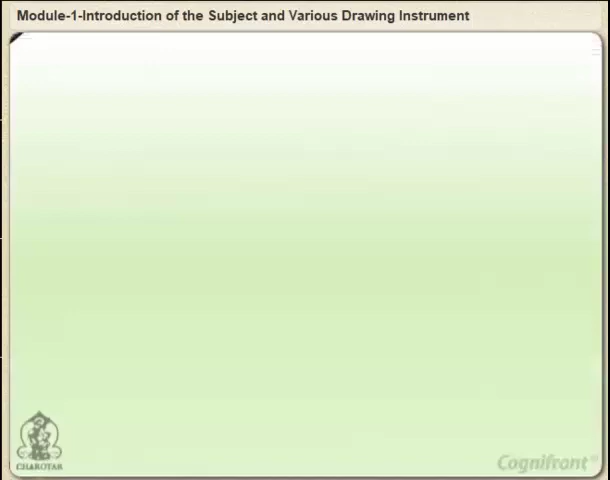 Module-1-Introduction of the Subject and Various Drawing Instrument
CHAROTAR
Cognifront